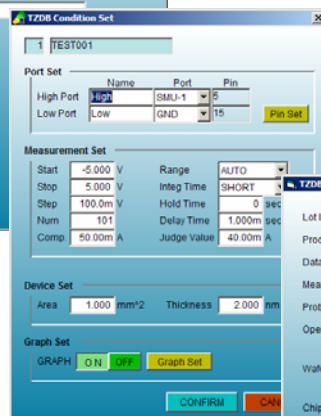 TZDB Condition Set
1 TEST001
Port Set
Name Port Pin
High Port High SMU-1 5
Low Port Low GND 15 Pin Set
Measurement Set
Start -5.000 V Range AUTO
Stop 5.000 V Integ Time SHORT
Step 100.0m V Hold Time 0 sec
Num 101 Delay Time 1.000m sec
Comp. 50.00m A Judge Value 40.00m A
Device Set
Area 1.000 mm^2 Thickness 2.000 nm
Graph Set
GRAPH ON OFF Graph Set
CONFIRM CAN
TZDB
Lot
Prod
Data
Mea
Prob
Ope
Wafe
Chip